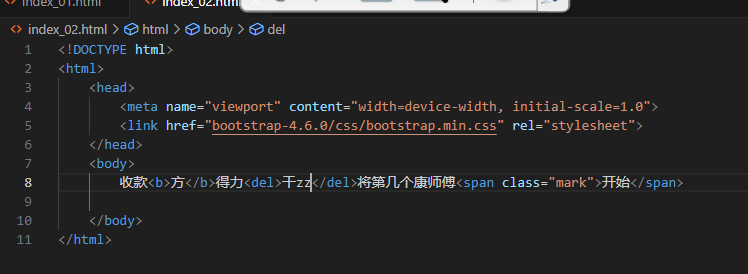 index_01.html index_02.html
index_02.html > html > body > del
1 <!DOCTYPE html>
2 <html>
3 <head>
4 <meta name="viewport" content="width=device-width, initial-scale=1.0">
5 <link href="bootstrap-4.6.0/css/bootstrap.min.css" rel="stylesheet">
6 </head>
7 <body>
8 收款<b>方</b>得力<del>干zz</del>将第几个康师傅<span class="mark">开始</span>
9
10 </body>
11 </html>